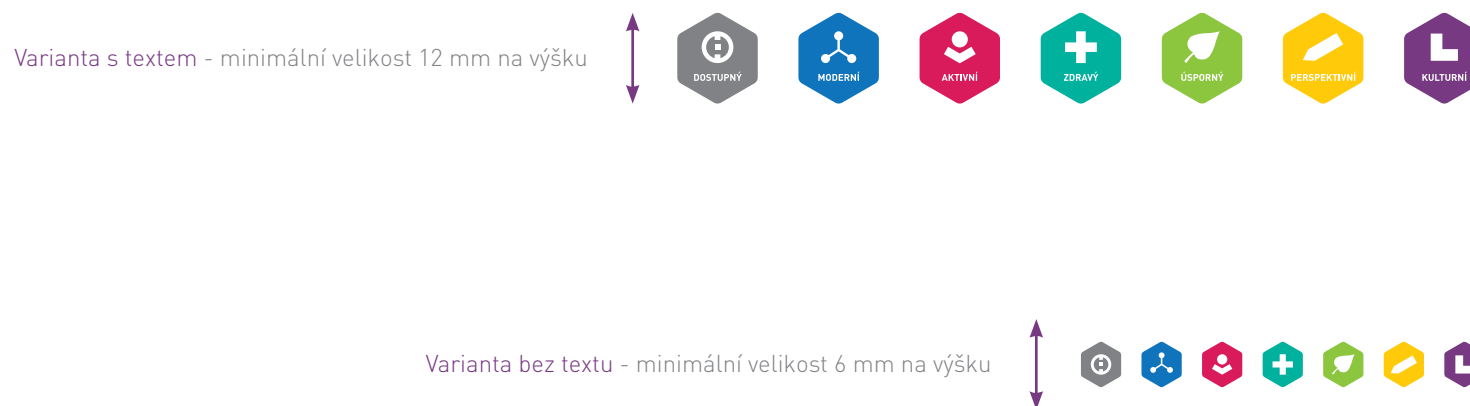 Varianta s textem - minimální velikost 12 mm na výšku
DOSTUPNÝ
MODERNÍ
AKTIVNÍ
ZDRAVÝ
ÚSPORNÝ
PERSPEKTIVNÍ
KULTURNÍ
Varianta bez textu - minimální velikost 6 mm na výšku